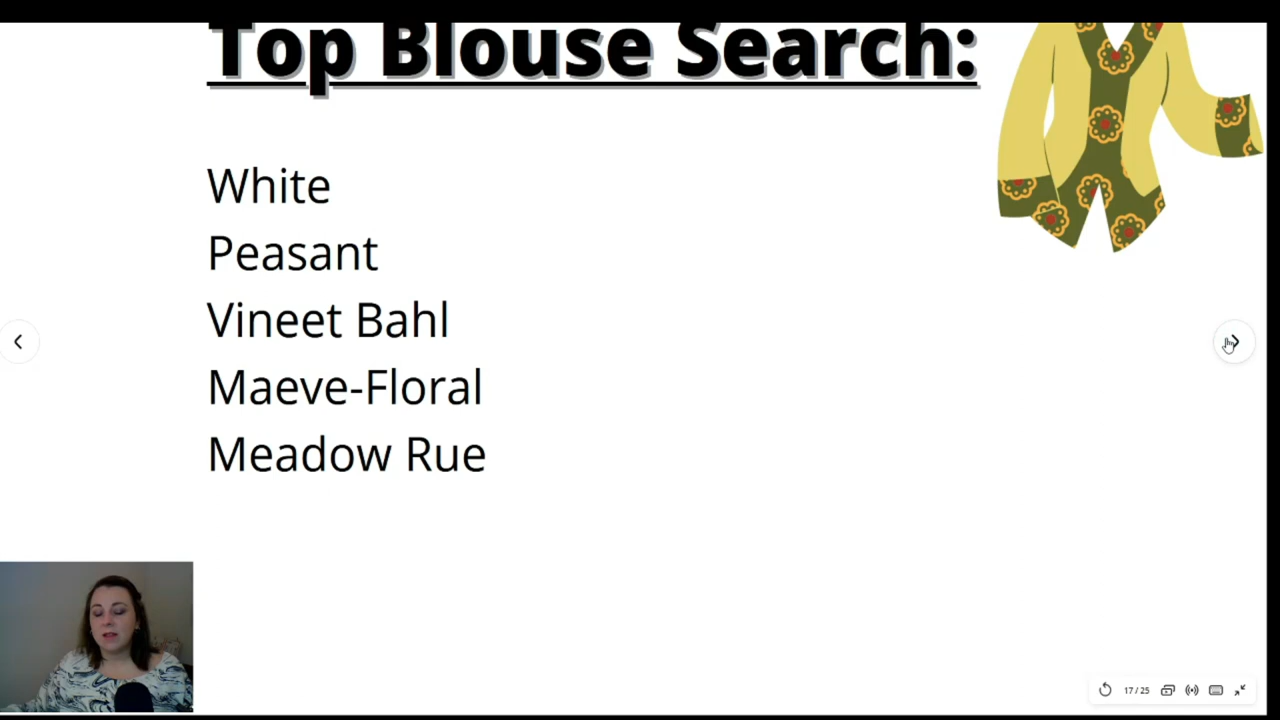 Top Blouse Search:
White
Peasant
Vineet Bahl
Maeve-Floral
Meadow Rue
17 / 25